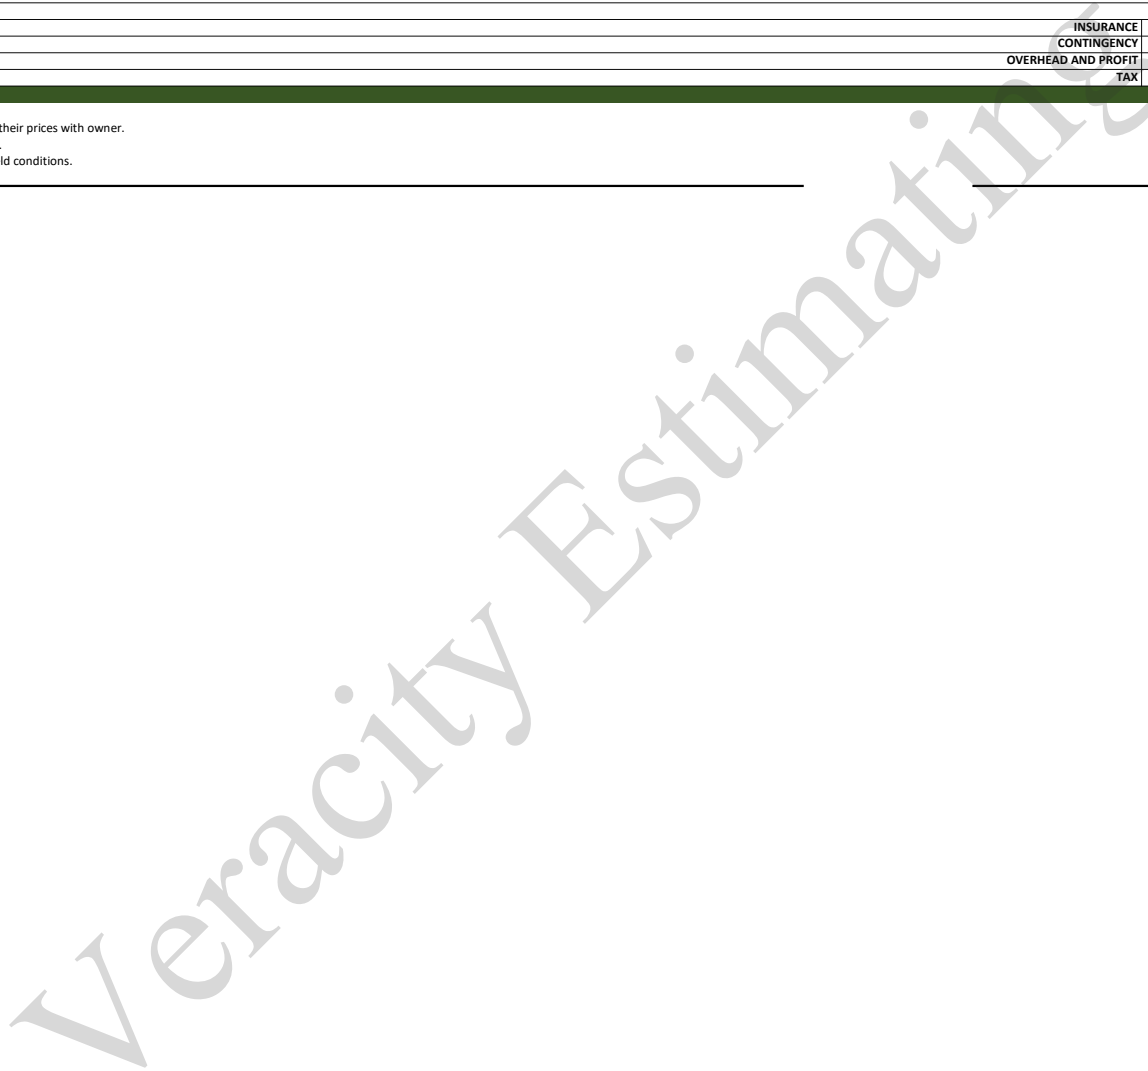 INSURANCE
CONTINGENCY
OVERHEAD AND PROFIT
TAX
their prices with owner.
.
ld conditions.
Veracity Estimating